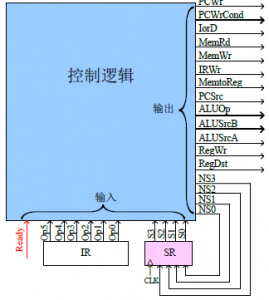 PCWr
PCWrCond
IorD
MemRd
MemWr
IRWr
MemtoReg
PCSrc
ALUOp
ALUSrcB
ALUSrcA
RegWr
RegDst
NS3
NS2
NS1
NS0
控制逻辑
输出
输入
Ready
Op5
Op4
Op3
Op2
Op1
Op0
S3
S2
S1
S0
IR
SR
CLK